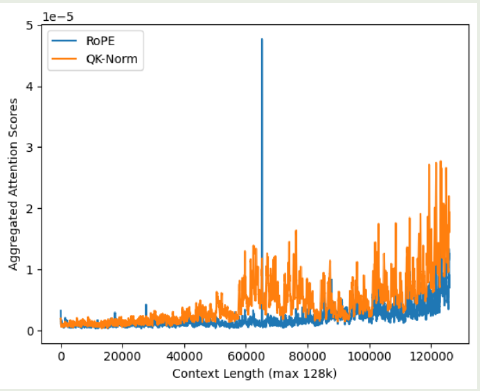 1e−5
RoPE
QK-Norm
5
4
3
2
1
0
Aggregated Attention Scores
0 20000 40000 60000 80000 100000 120000
Context Length (max 128k)